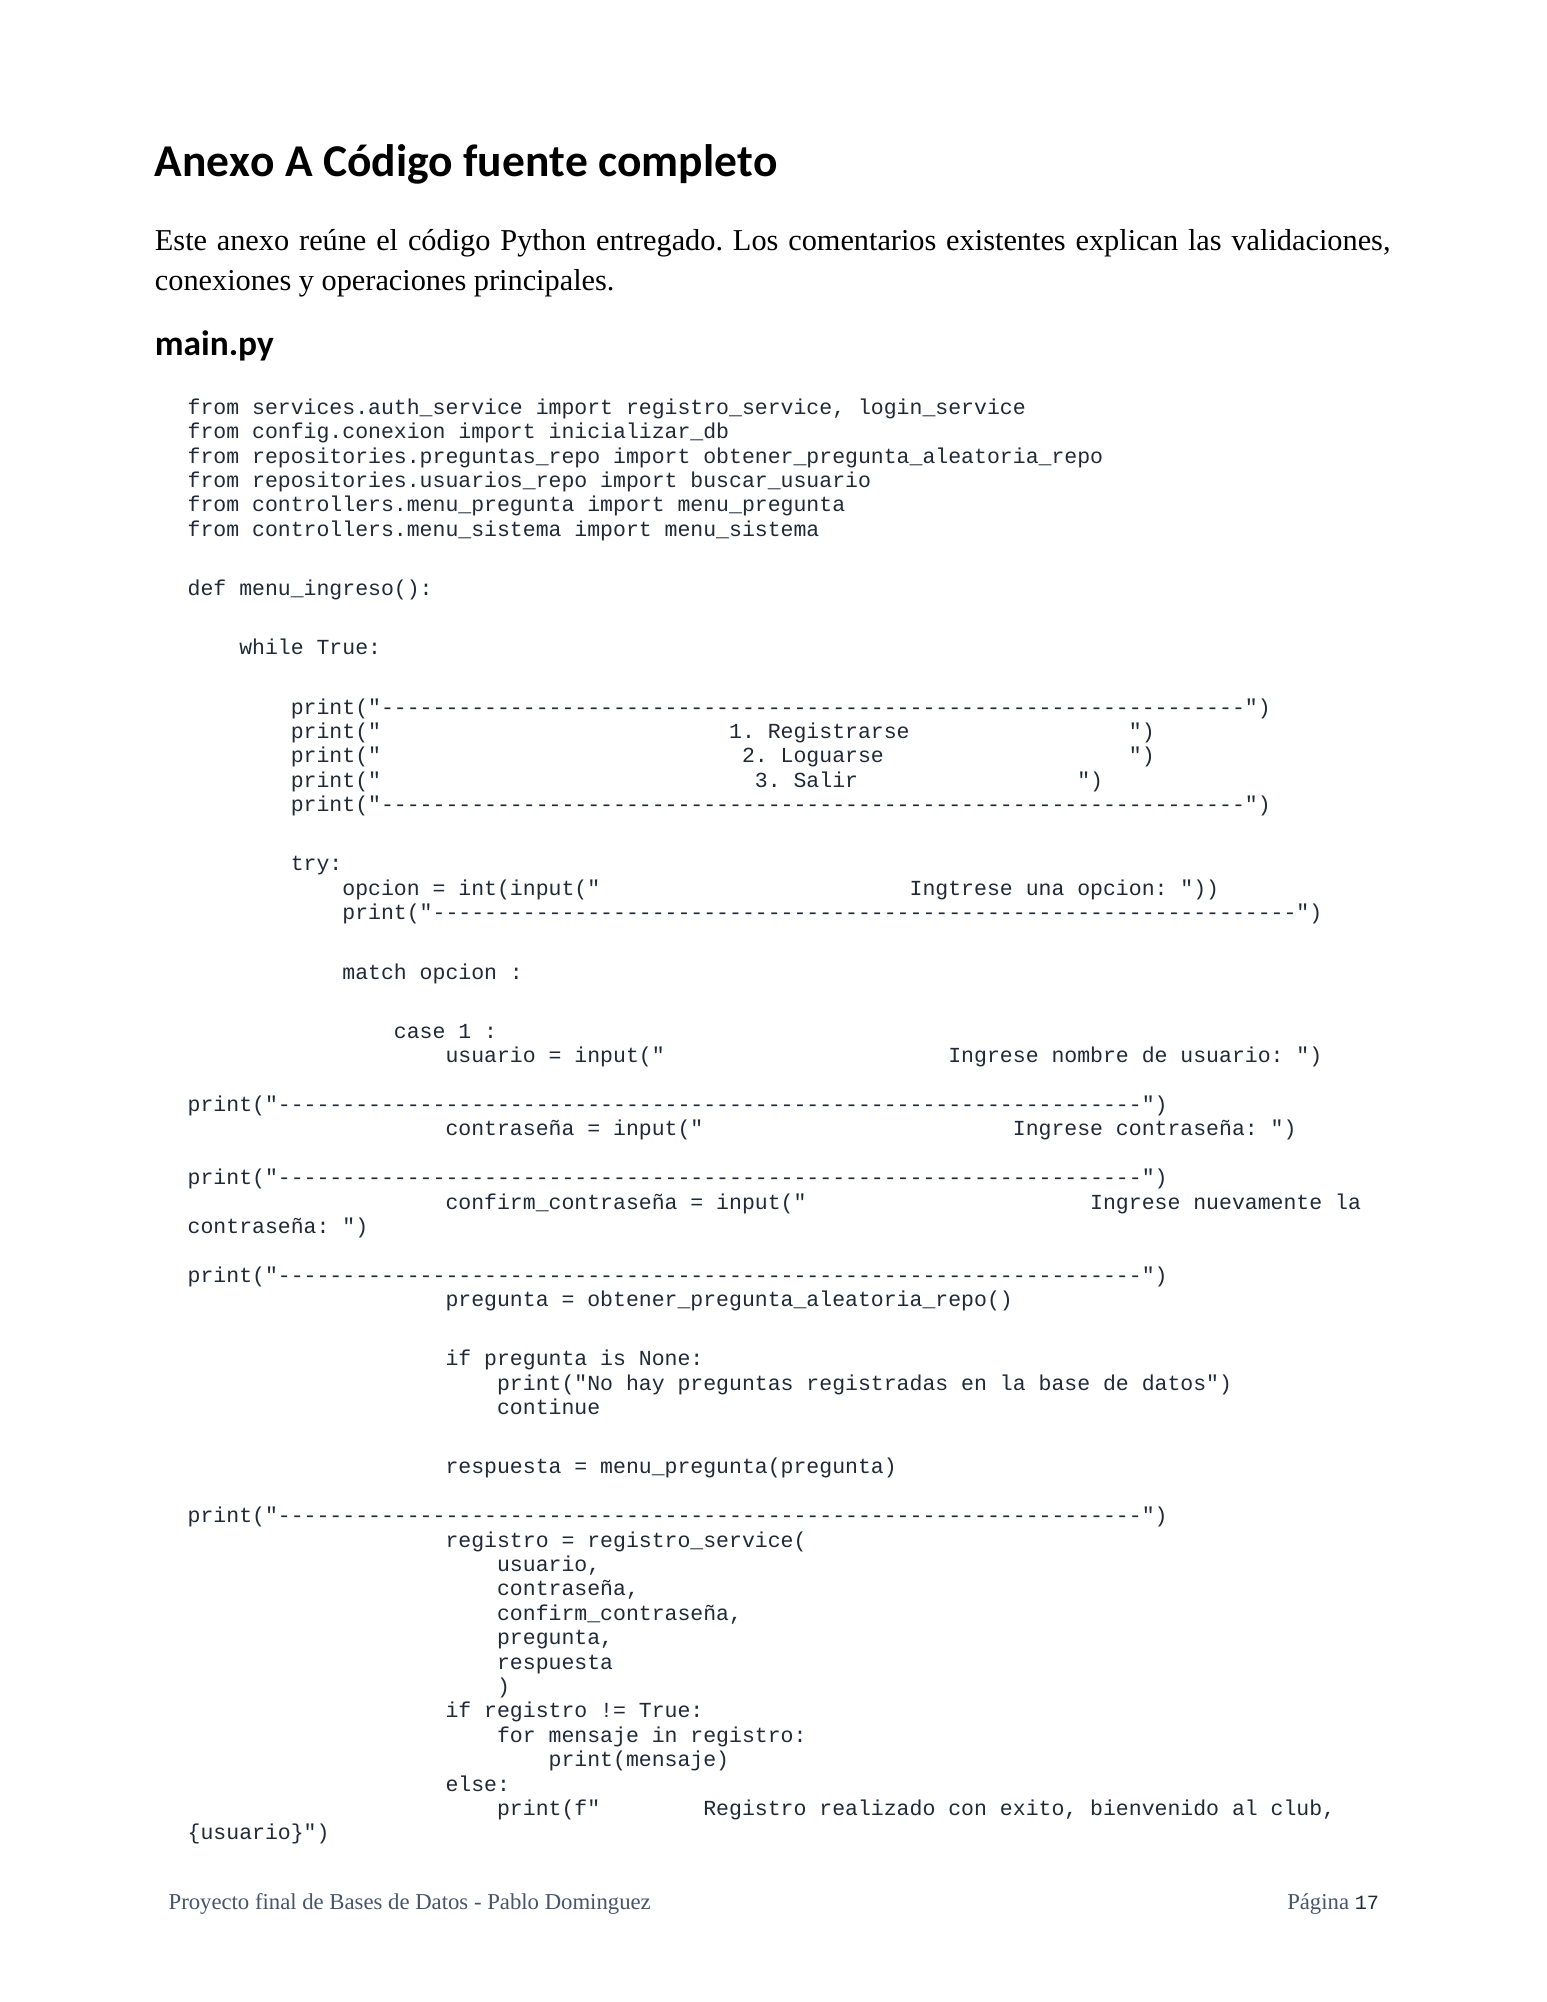 Anexo A Código fuente completo
Este anexo reúne el código Python entregado. Los comentarios existentes explican las validaciones,
conexiones y operaciones principales.
main.py
from services.auth_service import registro_service, login_service
from config.conexion import inicializar_db
from repositories.preguntas_repo import obtener_pregunta_aleatoria_repo
from repositories.usuarios_repo import buscar_usuario
from controllers.menu_pregunta import menu_pregunta
from controllers.menu_sistema import menu_sistema
def menu_ingreso():
    while True:
        print("-------------------------------------------------------------------")
        print("                           1. Registrarse                 ")
        print("                            2. Loguarse                   ")
        print("                             3. Salir                 ")
        print("-------------------------------------------------------------------")
        try:
            opcion = int(input("                        Ingtrese una opcion: "))
            print("-------------------------------------------------------------------")
            match opcion :
                case 1 :
                    usuario = input("                      Ingrese nombre de usuario: ")
print("-------------------------------------------------------------------")
                    contraseña = input("                        Ingrese contraseña: ")
print("-------------------------------------------------------------------")
                    confirm_contraseña = input("                      Ingrese nuevamente la
contraseña: ")
print("-------------------------------------------------------------------")
                    pregunta = obtener_pregunta_aleatoria_repo()
                    if pregunta is None:
                        print("No hay preguntas registradas en la base de datos")
                        continue
                    respuesta = menu_pregunta(pregunta)
print("-------------------------------------------------------------------")
                    registro = registro_service(
                        usuario,
                        contraseña,
                        confirm_contraseña,
                        pregunta,
                        respuesta
                        )
                    if registro != True:
                        for mensaje in registro:
                            print(mensaje)
                    else:
                        print(f"        Registro realizado con exito, bienvenido al club,
{usuario}")
Proyecto final de Bases de Datos - Pablo Dominguez Página 17